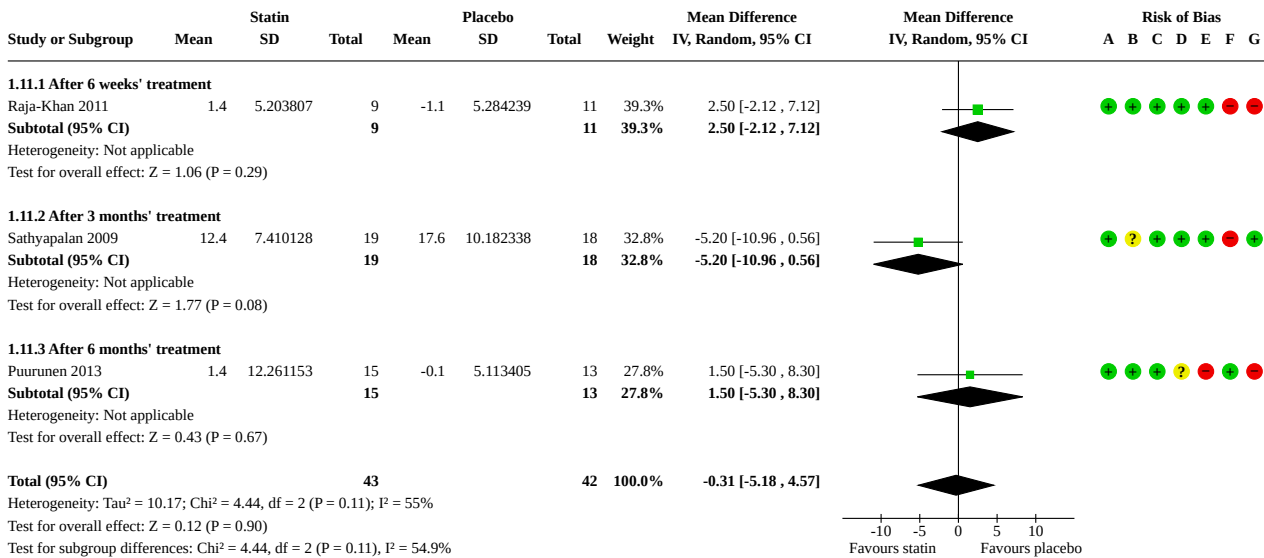 Statin Placebo Mean Difference Mean Difference Risk of Bias
Study or Subgroup Mean SD Total Mean SD Total Weight IV, Random, 95% CI IV, Random, 95% CI A B C D E F G
1.11.1 After 6 weeks' treatment
Raja-Khan 2011 1.4 5.203807 9 -1.1 5.284239 11 39.3% 2.50 [-2.12 , 7.12] + + + + + − −
Subtotal (95% CI) 9 11 39.3% 2.50 [-2.12 , 7.12]
Heterogeneity: Not applicable
Test for overall effect: Z = 1.06 (P = 0.29)
1.11.2 After 3 months' treatment
Sathyapalan 2009 12.4 7.410128 19 17.6 10.182338 18 32.8% -5.20 [-10.96 , 0.56] + ? + + + − +
Subtotal (95% CI) 19 18 32.8% -5.20 [-10.96 , 0.56]
Heterogeneity: Not applicable
Test for overall effect: Z = 1.77 (P = 0.08)
1.11.3 After 6 months' treatment
Puurunen 2013 1.4 12.261153 15 -0.1 5.113405 13 27.8% 1.50 [-5.30 , 8.30] + + + ? − + −
Subtotal (95% CI) 15 13 27.8% 1.50 [-5.30 , 8.30]
Heterogeneity: Not applicable
Test for overall effect: Z = 0.43 (P = 0.67)
Total (95% CI) 43 42 100.0% -0.31 [-5.18 , 4.57]
Heterogeneity: Tau² = 10.17; Chi² = 4.44, df = 2 (P = 0.11); I² = 55%
Test for overall effect: Z = 0.12 (P = 0.90)
Test for subgroup differences: Chi² = 4.44, df = 2 (P = 0.11), I² = 54.9%
-10 -5 0 5 10
Favours statin Favours placebo